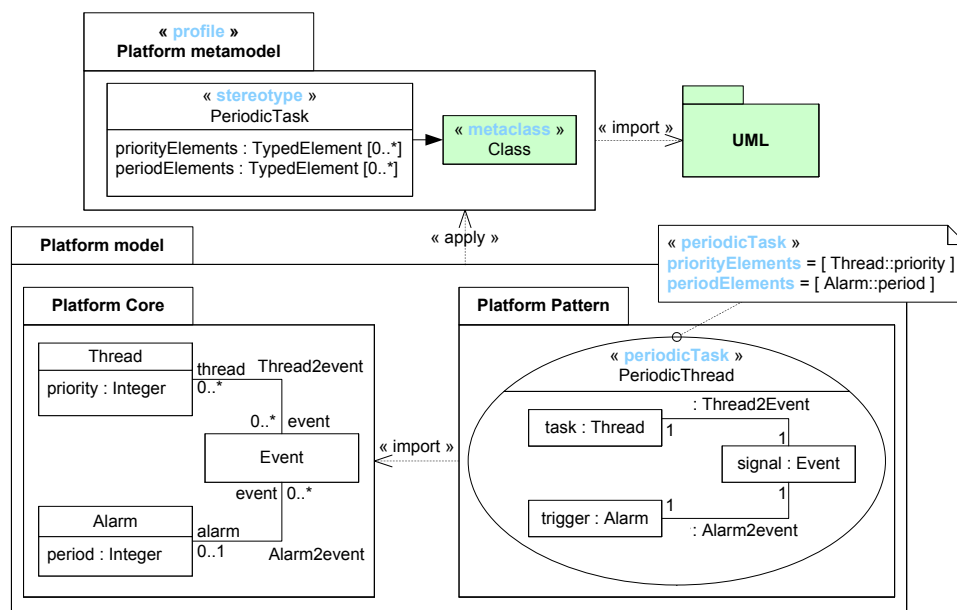 « profile »
Platform metamodel
« stereotype »
PeriodicTask
priorityElements : TypedElement [0..*]
periodElements : TypedElement [0..*]
« metaclass »
Class
« import »
UML
« apply »
Platform model
« periodicTask »
priorityElements = [ Thread::priority ]
periodElements = [ Alarm::period ]
Platform Core
Thread
priority : Integer
thread
0..*
Thread2event
0..*
event
Event
event
0..*
Alarm
period : Integer
alarm
0..1
Alarm2event
« import »
Platform Pattern
« periodicTask »
PeriodicThread
: Thread2Event
task : Thread
1
1
signal : Event
1
1
trigger : Alarm
: Alarm2event